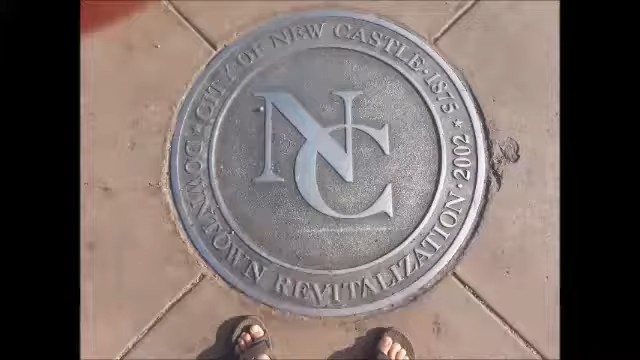 ★ CITY OF NEW CASTLE · 1875 ★
DOWNTOWN REVITALIZATION · 2002
NC